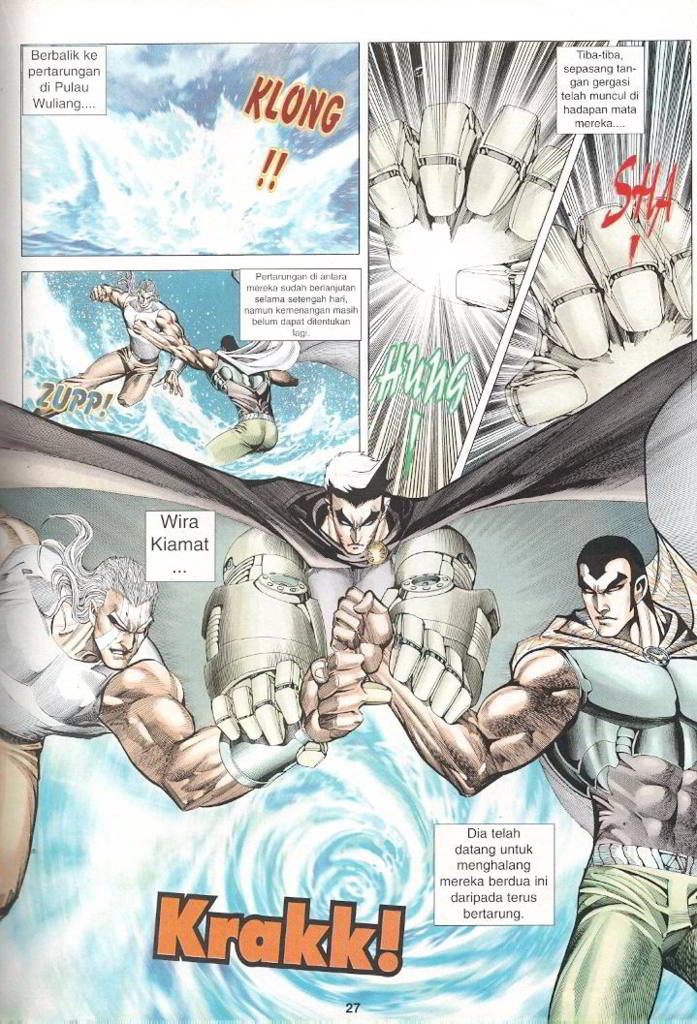 Berbalik ke
pertarungan
di Pulau
Wuliang....
KLONG
!!
Tiba-tiba,
sepasang tan-
gan gergasi
telah muncul di
hadapan mata
mereka....
SHA
!
Pertarungan di antara
mereka sudah berlanjutan
selama setengah hari,
namun kemenangan masih
belum dapat ditentukan
lagi.
ZUPP!
HUUG
!
Wira
Kiamat
...
Dia telah
datang untuk
menghalang
mereka berdua ini
daripada terus
bertarung.
Krakk!
27